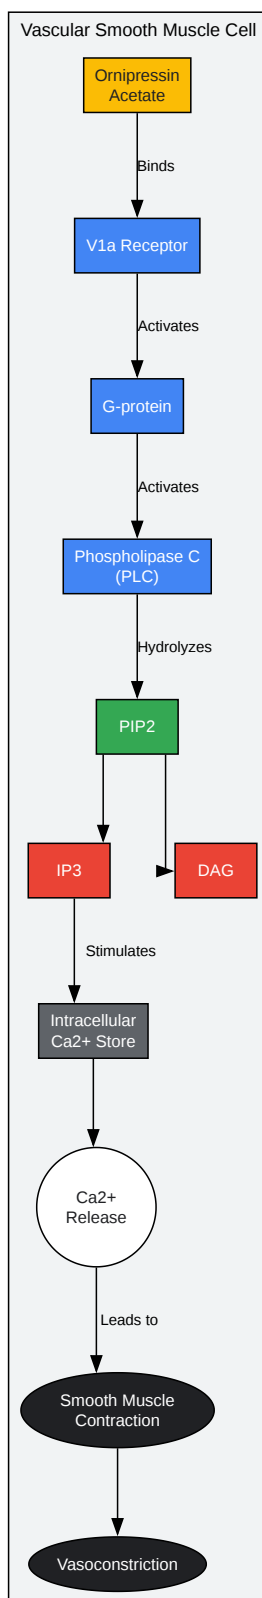 Vascular Smooth Muscle Cell
Ornipressin
Acetate
Binds
V1a Receptor
Activates
G-protein
Activates
Phospholipase C
(PLC)
Hydrolyzes
PIP2
IP3
DAG
Stimulates
Intracellular
Ca2+ Store
Ca2+
Release
Leads to
Smooth Muscle
Contraction
Vasoconstriction